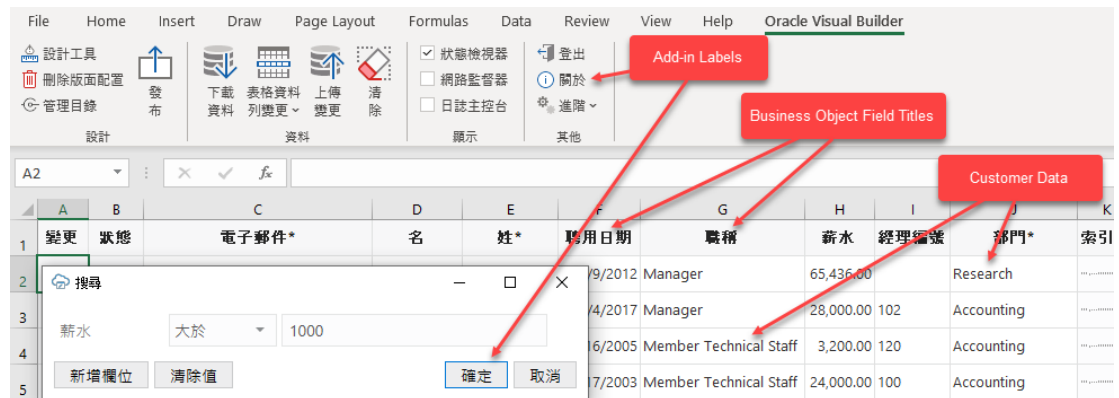 File Home Insert Draw Page Layout Formulas Data Review View Help Oracle Visual Builder
設計工具
刪除版面配置
管理目錄
發布
設計
下載資料
表格資料列變更
上傳變更
清除
資料
狀態檢視器
網路監督器
日誌主控台
顯示
登出
關於
進階
其他
Add-in Labels
Business Object Field Titles
Customer Data
A2 fx
A B C D E F G H I J K
1 變更 狀態 電子郵件* 名 姓* 聘用日期 職稱 薪水 經理編號 部門* 索引
2 /9/2012 Manager 65,436.00 Research
3 /4/2017 Manager 28,000.00 102 Accounting
4 16/2005 Member Technical Staff 3,200.00 120 Accounting
5 17/2003 Member Technical Staff 24,000.00 100 Accounting
搜尋
薪水 大於 1000
新增欄位 清除值 確定 取消